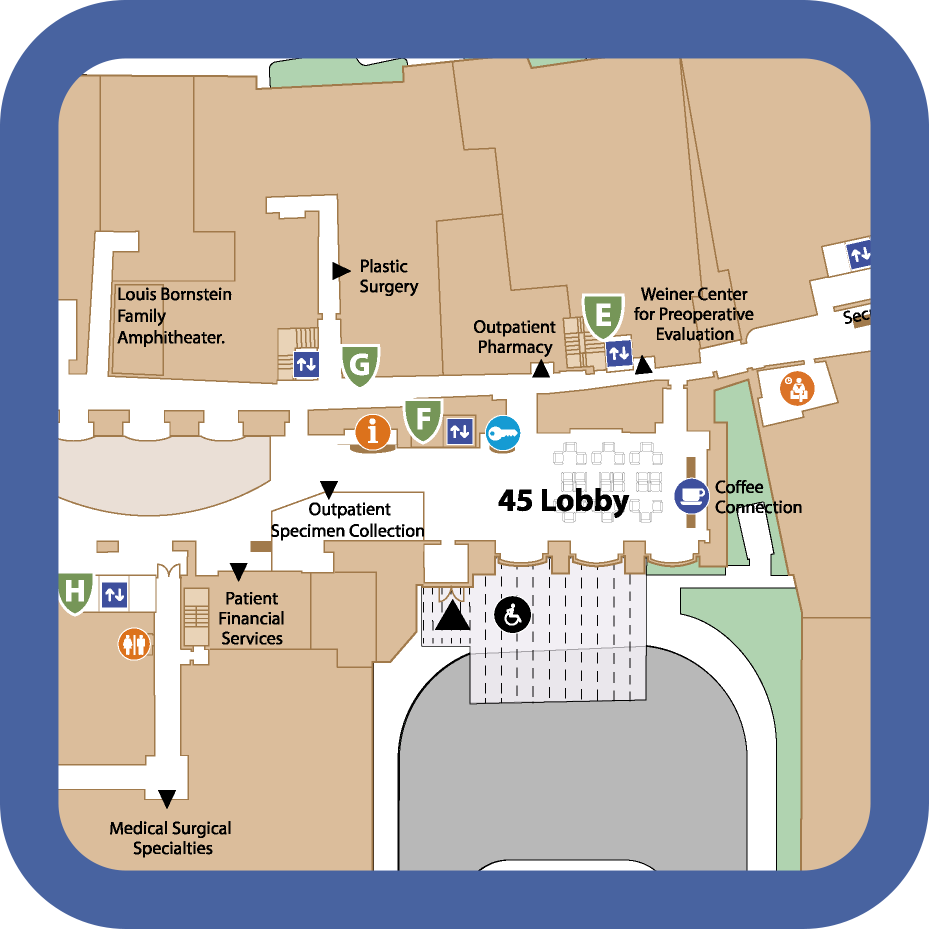 Plastic
Surgery
Louis Bornstein
Family
Amphitheater.
Weiner Center
for Preoperative
Evaluation
E
Outpatient
Pharmacy
Sec
G
F
i
45 Lobby
Coffee
Connection
Outpatient
Specimen Collection
H
Patient
Financial
Services
Medical Surgical
Specialties